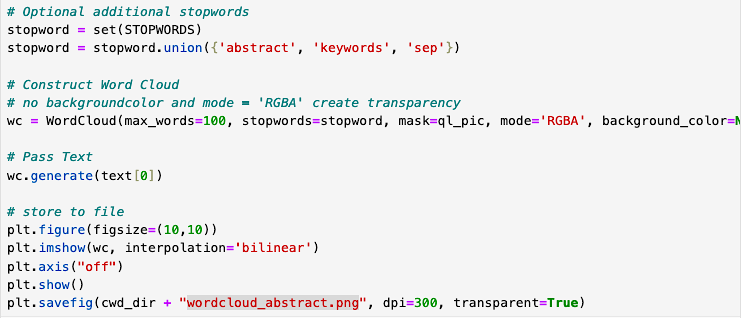 # Optional additional stopwords
stopword = set(STOPWORDS)
stopword = stopword.union({'abstract', 'keywords', 'sep'})
# Construct Word Cloud
# no backgroundcolor and mode = 'RGBA' create transparency
wc = WordCloud(max_words=100, stopwords=stopword, mask=ql_pic, mode='RGBA', background_color=
# Pass Text
wc.generate(text[0])
# store to file
plt.figure(figsize=(10,10))
plt.imshow(wc, interpolation='bilinear')
plt.axis("off")
plt.show()
plt.savefig(cwd_dir + "wordcloud_abstract.png", dpi=300, transparent=True)